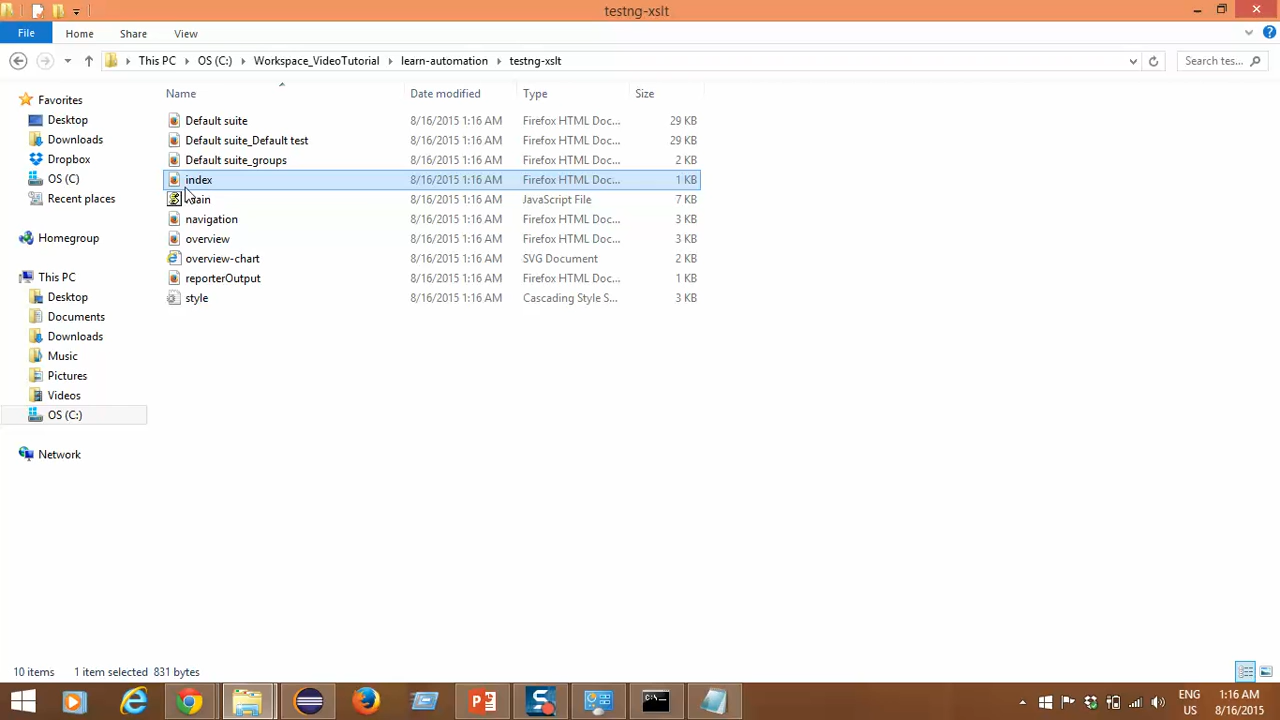 testng-xslt
File Home Share View
This PC OS (C:) Workspace_VideoTutorial learn-automation testng-xslt
Search tes...
Name Date modified Type Size
Favorites
Desktop
Downloads
Dropbox
OS (C)
Recent places
Homegroup
This PC
Desktop
Documents
Downloads
Music
Pictures
Videos
OS (C:)
Network
Default suite 8/16/2015 1:16 AM Firefox HTML Doc... 29 KB
Default suite_Default test 8/16/2015 1:16 AM Firefox HTML Doc... 29 KB
Default suite_groups 8/16/2015 1:16 AM Firefox HTML Doc... 2 KB
index 8/16/2015 1:16 AM Firefox HTML Doc... 1 KB
8/16/2015 1:16 AM JavaScript File 7 KB
navigation 8/16/2015 1:16 AM Firefox HTML Doc... 3 KB
overview 8/16/2015 1:16 AM Firefox HTML Doc... 3 KB
overview-chart 8/16/2015 1:16 AM SVG Document 2 KB
reporterOutput 8/16/2015 1:16 AM Firefox HTML Doc... 1 KB
style 8/16/2015 1:16 AM Cascading Style S... 3 KB
10 items 1 item selected 831 bytes
ENG
US
1:16 AM
8/16/2015